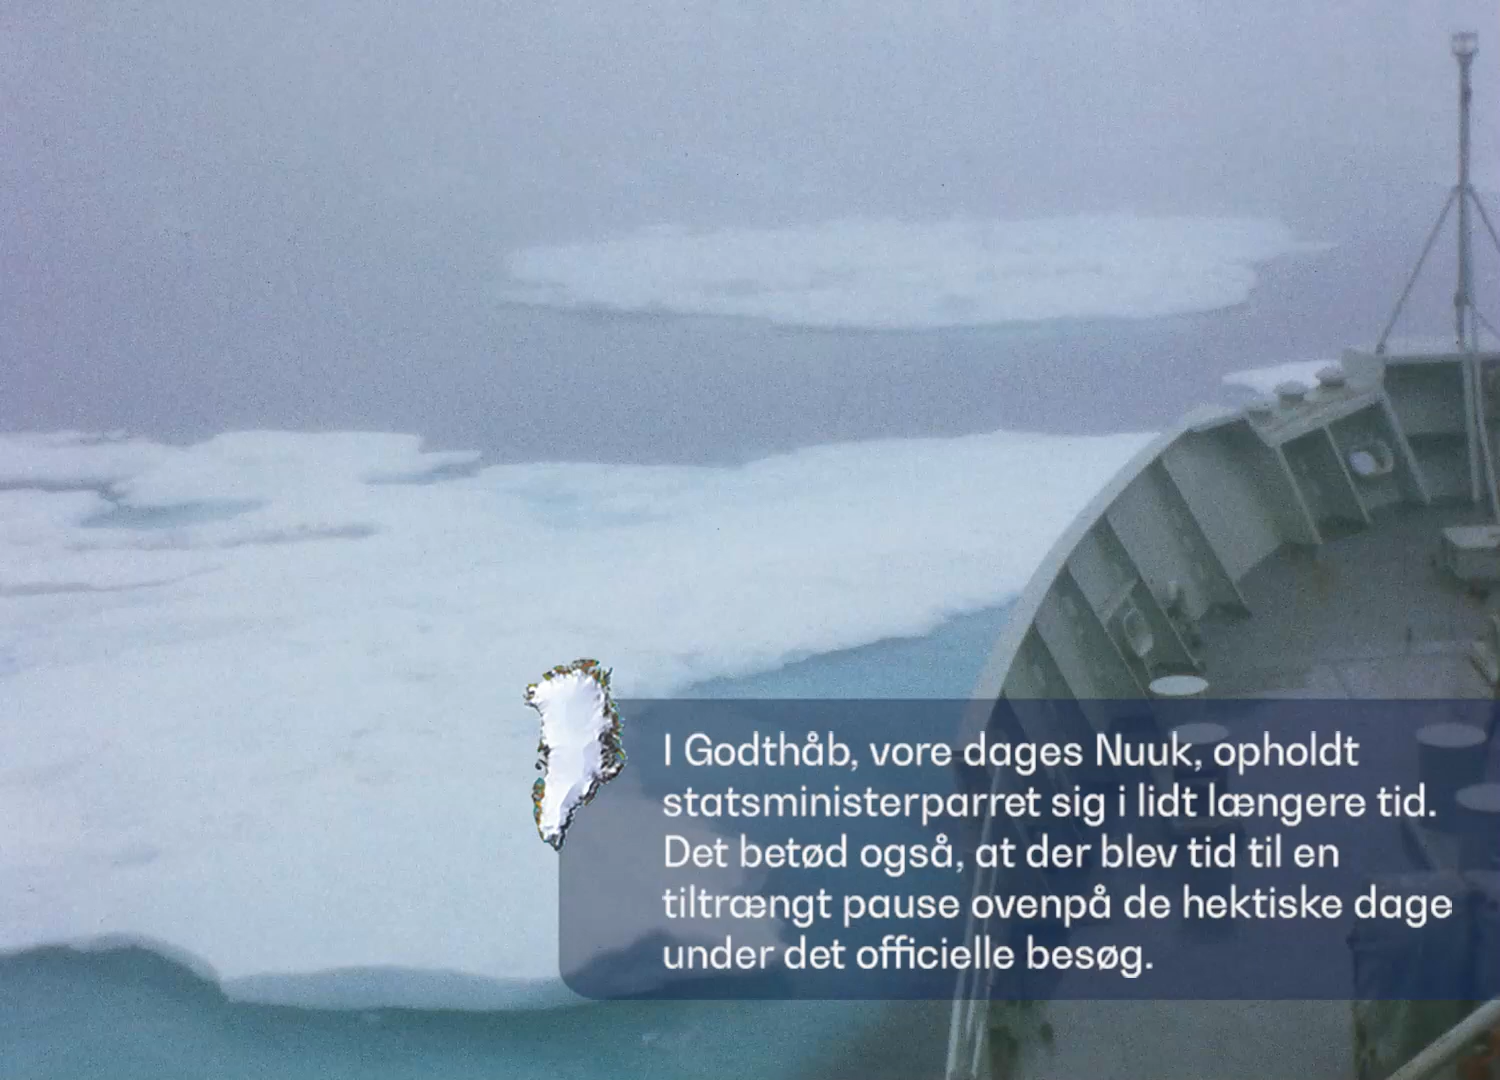 I Godthåb, vore dages Nuuk, opholdt
statsministerparret sig i lidt længere tid.
Det betød også, at der blev tid til en
tiltrængt pause ovenpå de hektiske dage
under det officielle besøg.